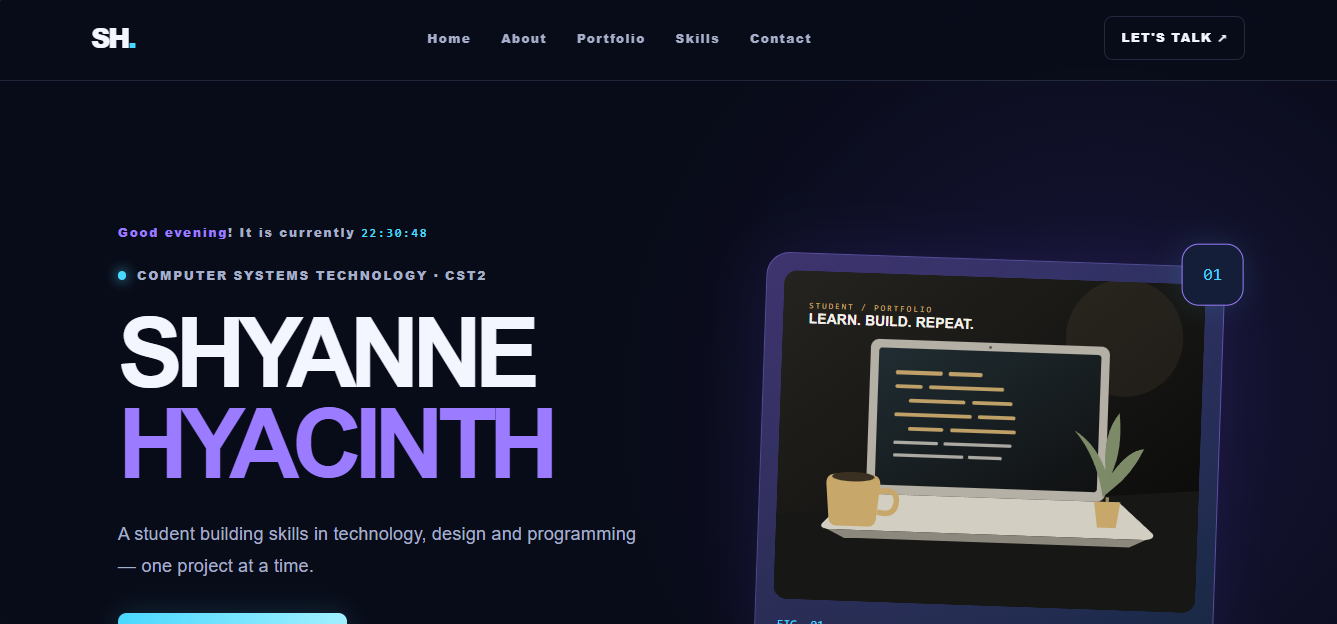 SH.
Home About Portfolio Skills Contact
LET'S TALK ↗
Good evening! It is currently 22:30:48
COMPUTER SYSTEMS TECHNOLOGY · CST2
SHYANNE
HYACINTH
A student building skills in technology, design and programming
— one project at a time.
01
STUDENT / PORTFOLIO
LEARN. BUILD. REPEAT.